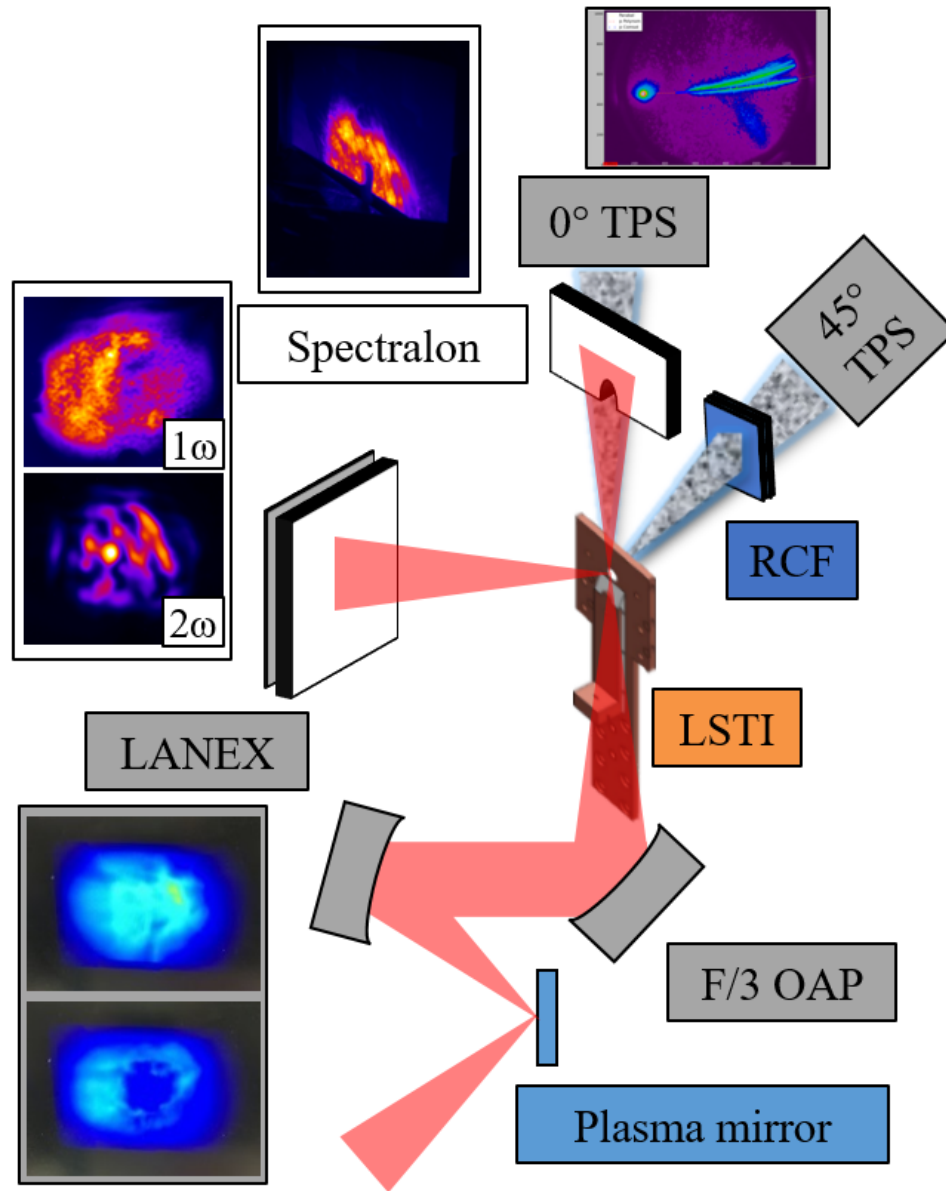 0° TPS
45°
TPS
Spectralon
1ω
2ω
RCF
LSTI
LANEX
F/3 OAP
Plasma mirror